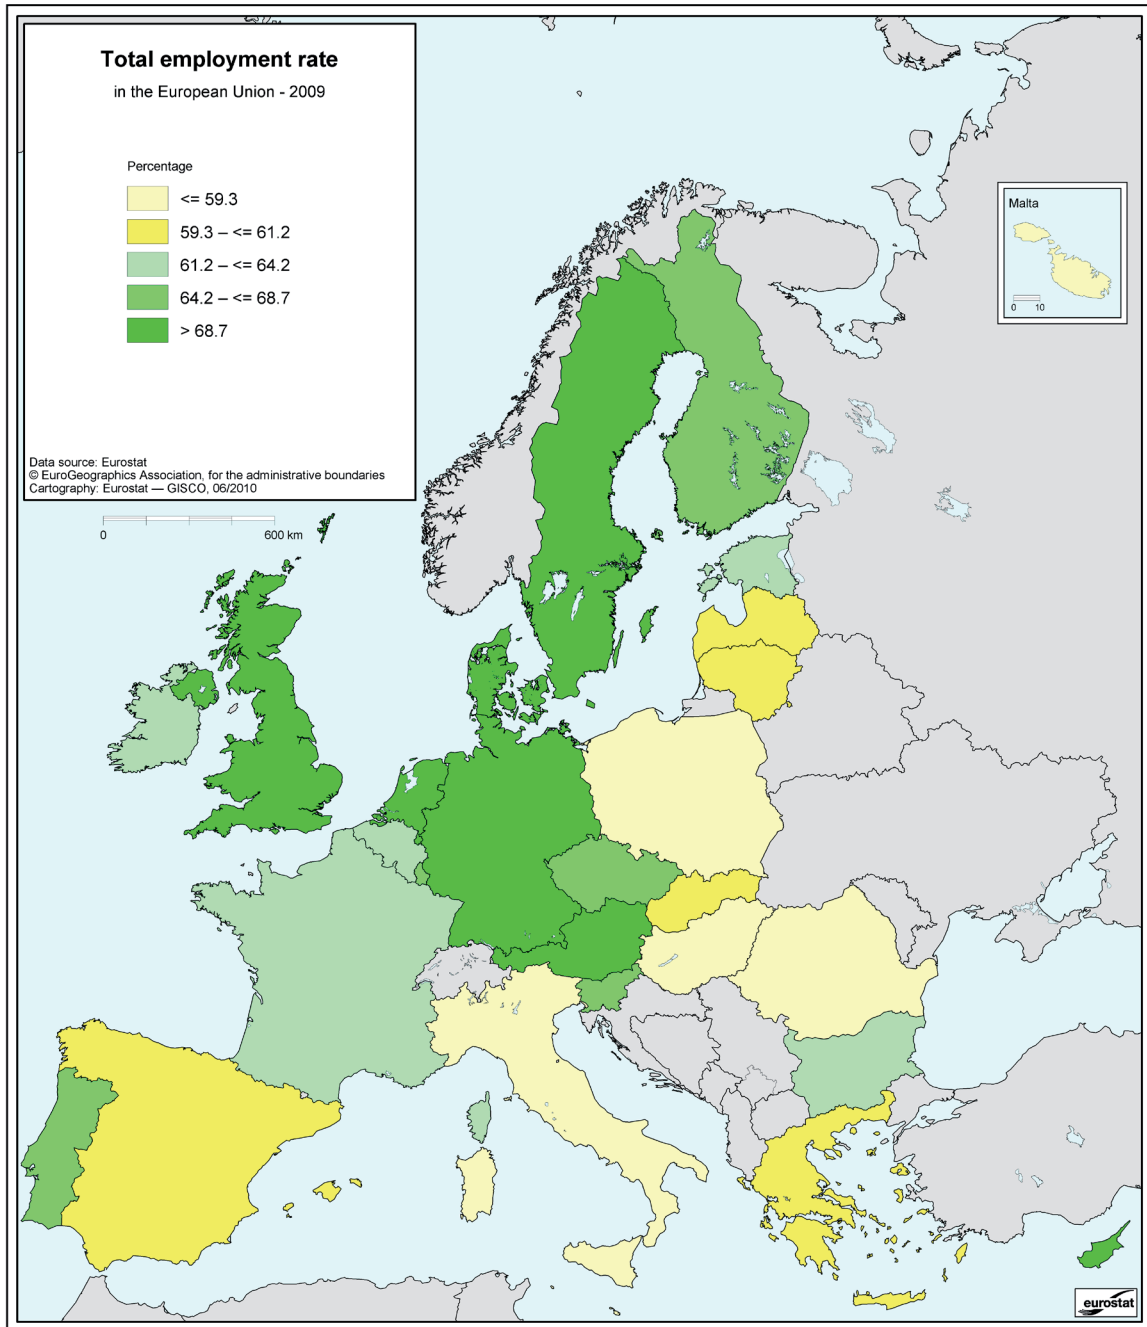 Total employment rate
in the European Union - 2009
Percentage
<= 59.3
59.3 – <= 61.2
61.2 – <= 64.2
64.2 – <= 68.7
> 68.7
Data source: Eurostat
© EuroGeographics Association, for the administrative boundaries
Cartography: Eurostat — GISCO, 06/2010
0 600 km
Malta
0 10
eurostat